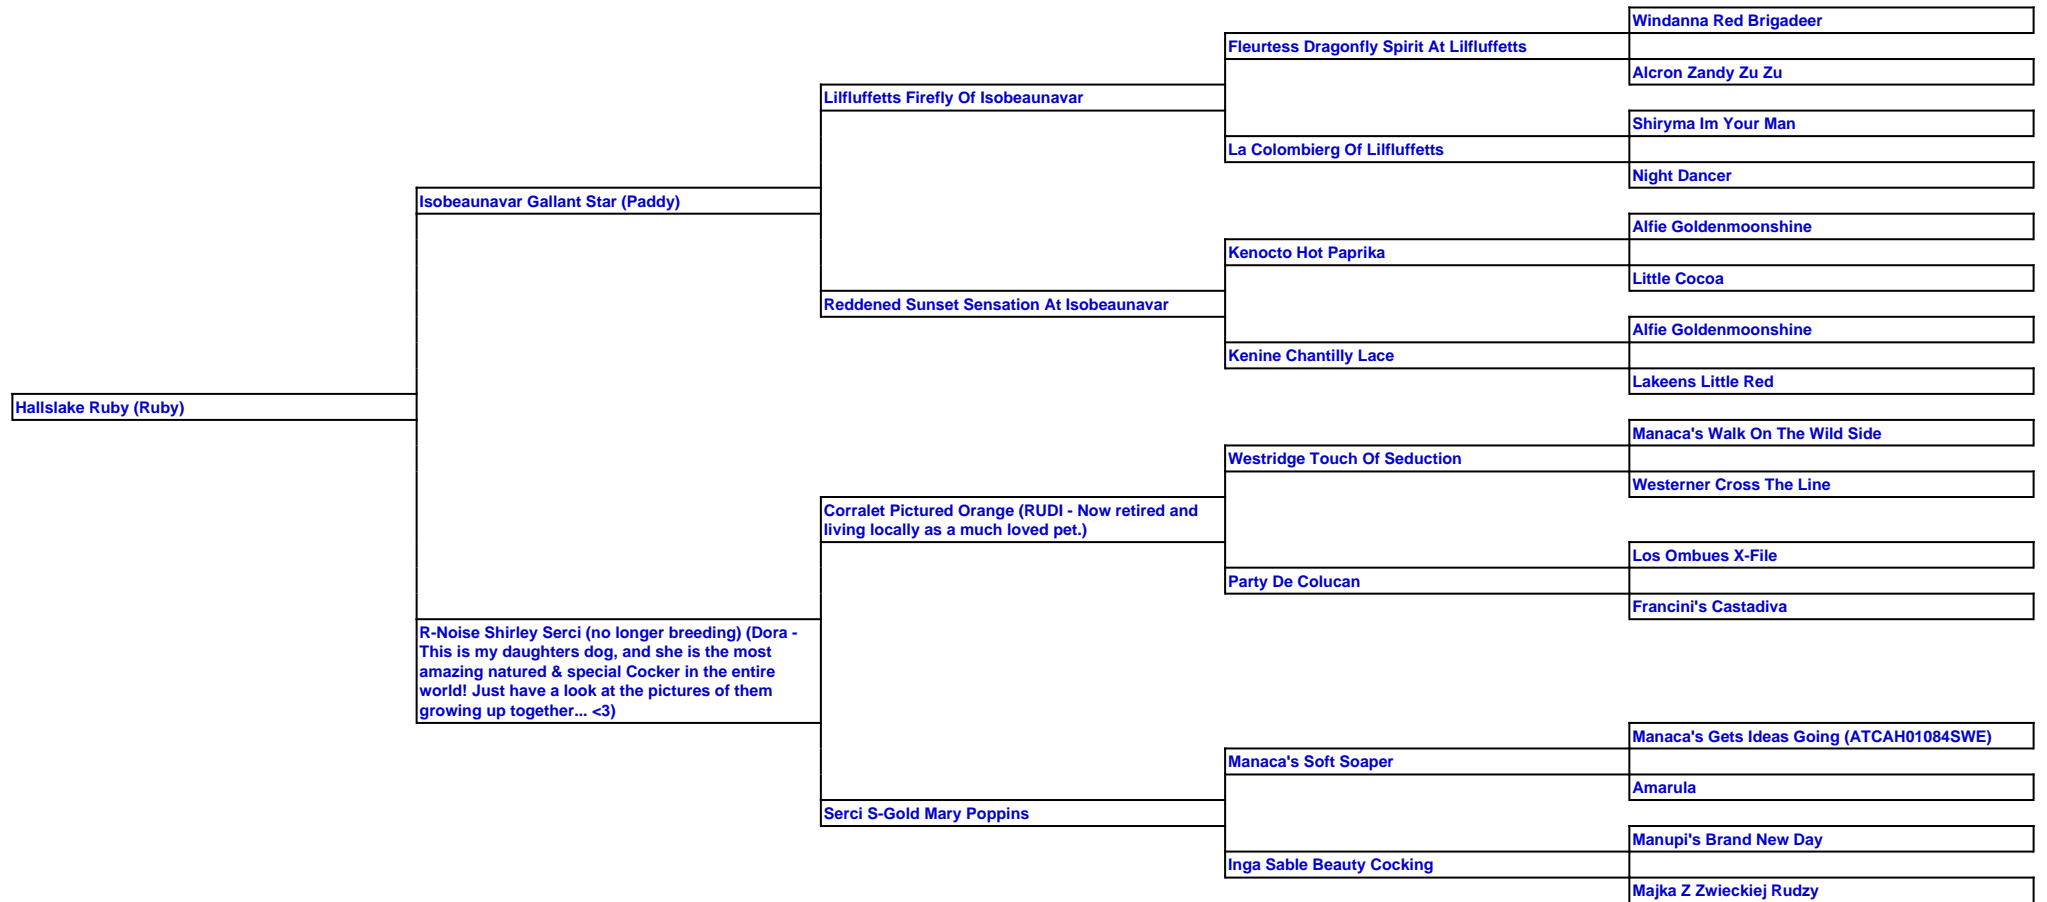 Windanna Red Brigadeer
Fleurtess Dragonfly Spirit At Lilfluffetts
Alcron Zandy Zu Zu
Lilfluffetts Firefly Of Isobeaunavar
Shiryma Im Your Man
La Colombierg Of Lilfluffetts
Night Dancer
Isobeaunavar Gallant Star (Paddy)
Alfie Goldenmoonshine
Kenocto Hot Paprika
Little Cocoa
Reddened Sunset Sensation At Isobeaunavar
Alfie Goldenmoonshine
Kenine Chantilly Lace
Lakeens Little Red
Hallslake Ruby (Ruby)
Manaca's Walk On The Wild Side
Westridge Touch Of Seduction
Westerner Cross The Line
Corralet Pictured Orange (RUDI - Now retired and
living locally as a much loved pet.)
Los Ombues X-File
Party De Colucan
Francini's Castadiva
R-Noise Shirley Serci (no longer breeding) (Dora -
This is my daughters dog, and she is the most
amazing natured & special Cocker in the entire
world! Just have a look at the pictures of them
growing up together... <3)
Manaca's Gets Ideas Going (ATCAH01084SWE)
Manaca's Soft Soaper
Amarula
Serci S-Gold Mary Poppins
Manupi's Brand New Day
Inga Sable Beauty Cocking
Majka Z Zwieckiej Rudzy